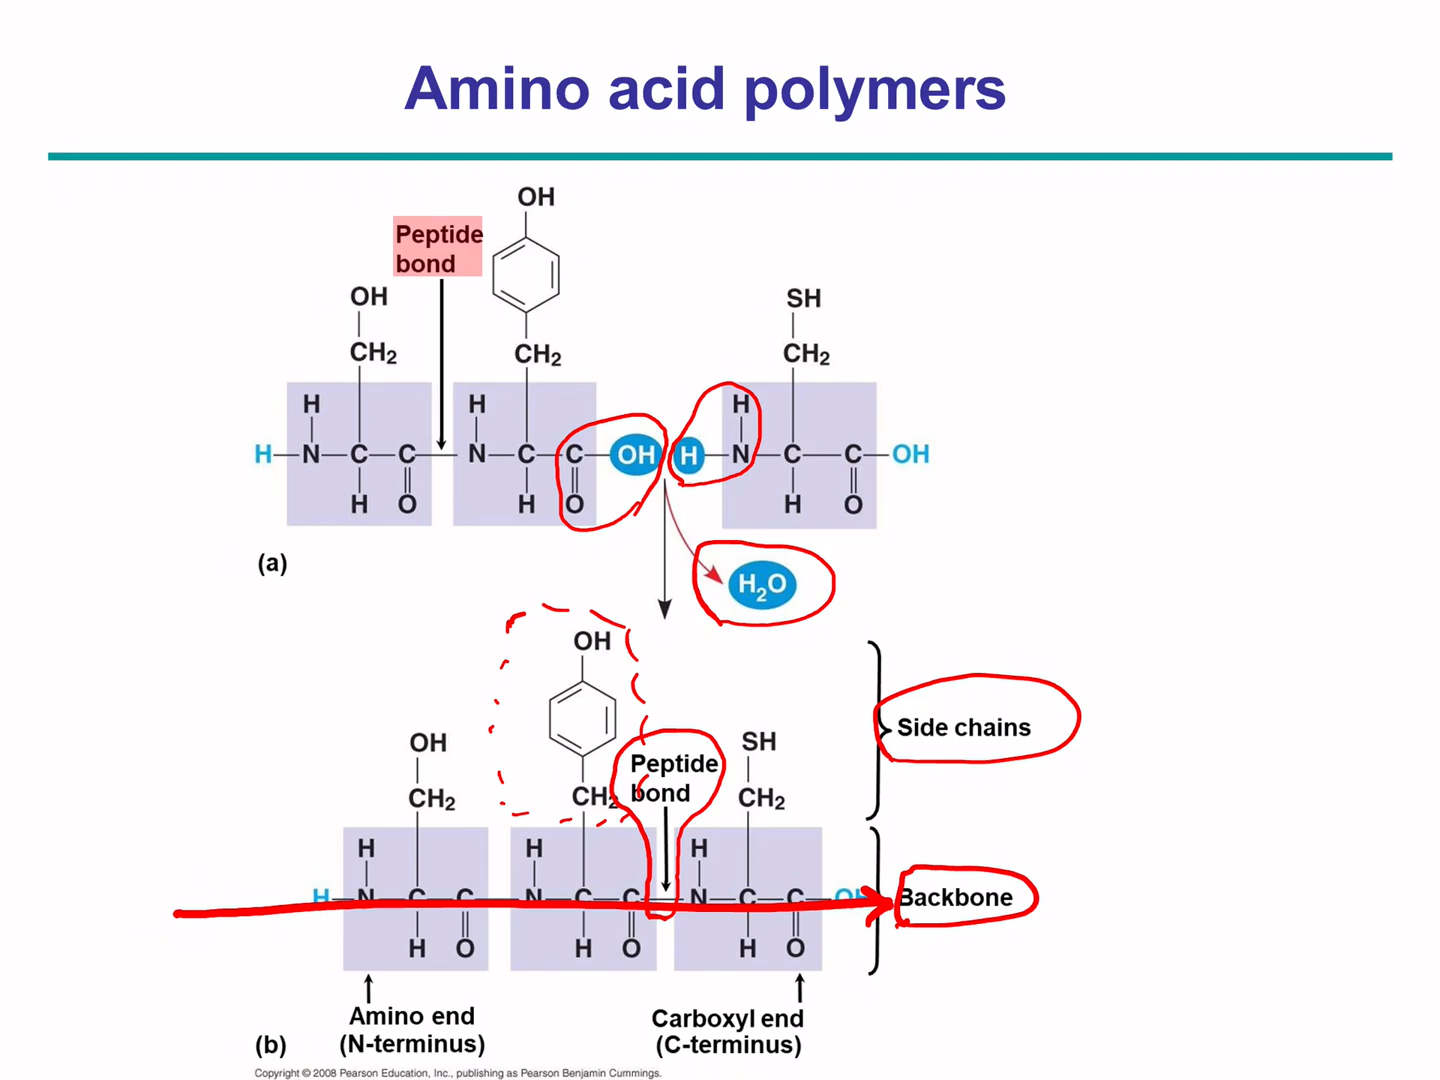 Amino acid polymers
OH
Peptide
bond
OH
SH
CH₂
CH₂
CH₂
H
H
H
H N C C N C C OH H N C C OH
H O H O H O
(a)
H₂O
OH
Side chains
OH
Peptide
bond
SH
CH₂
CH₂
CH₂
H
H
H
H N C C N C C N C C OH
Backbone
H O H O H O
Amino end
(N-terminus)
Carboxyl end
(C-terminus)
(b)
Copyright © 2008 Pearson Education, Inc., publishing as Pearson Benjamin Cummings.